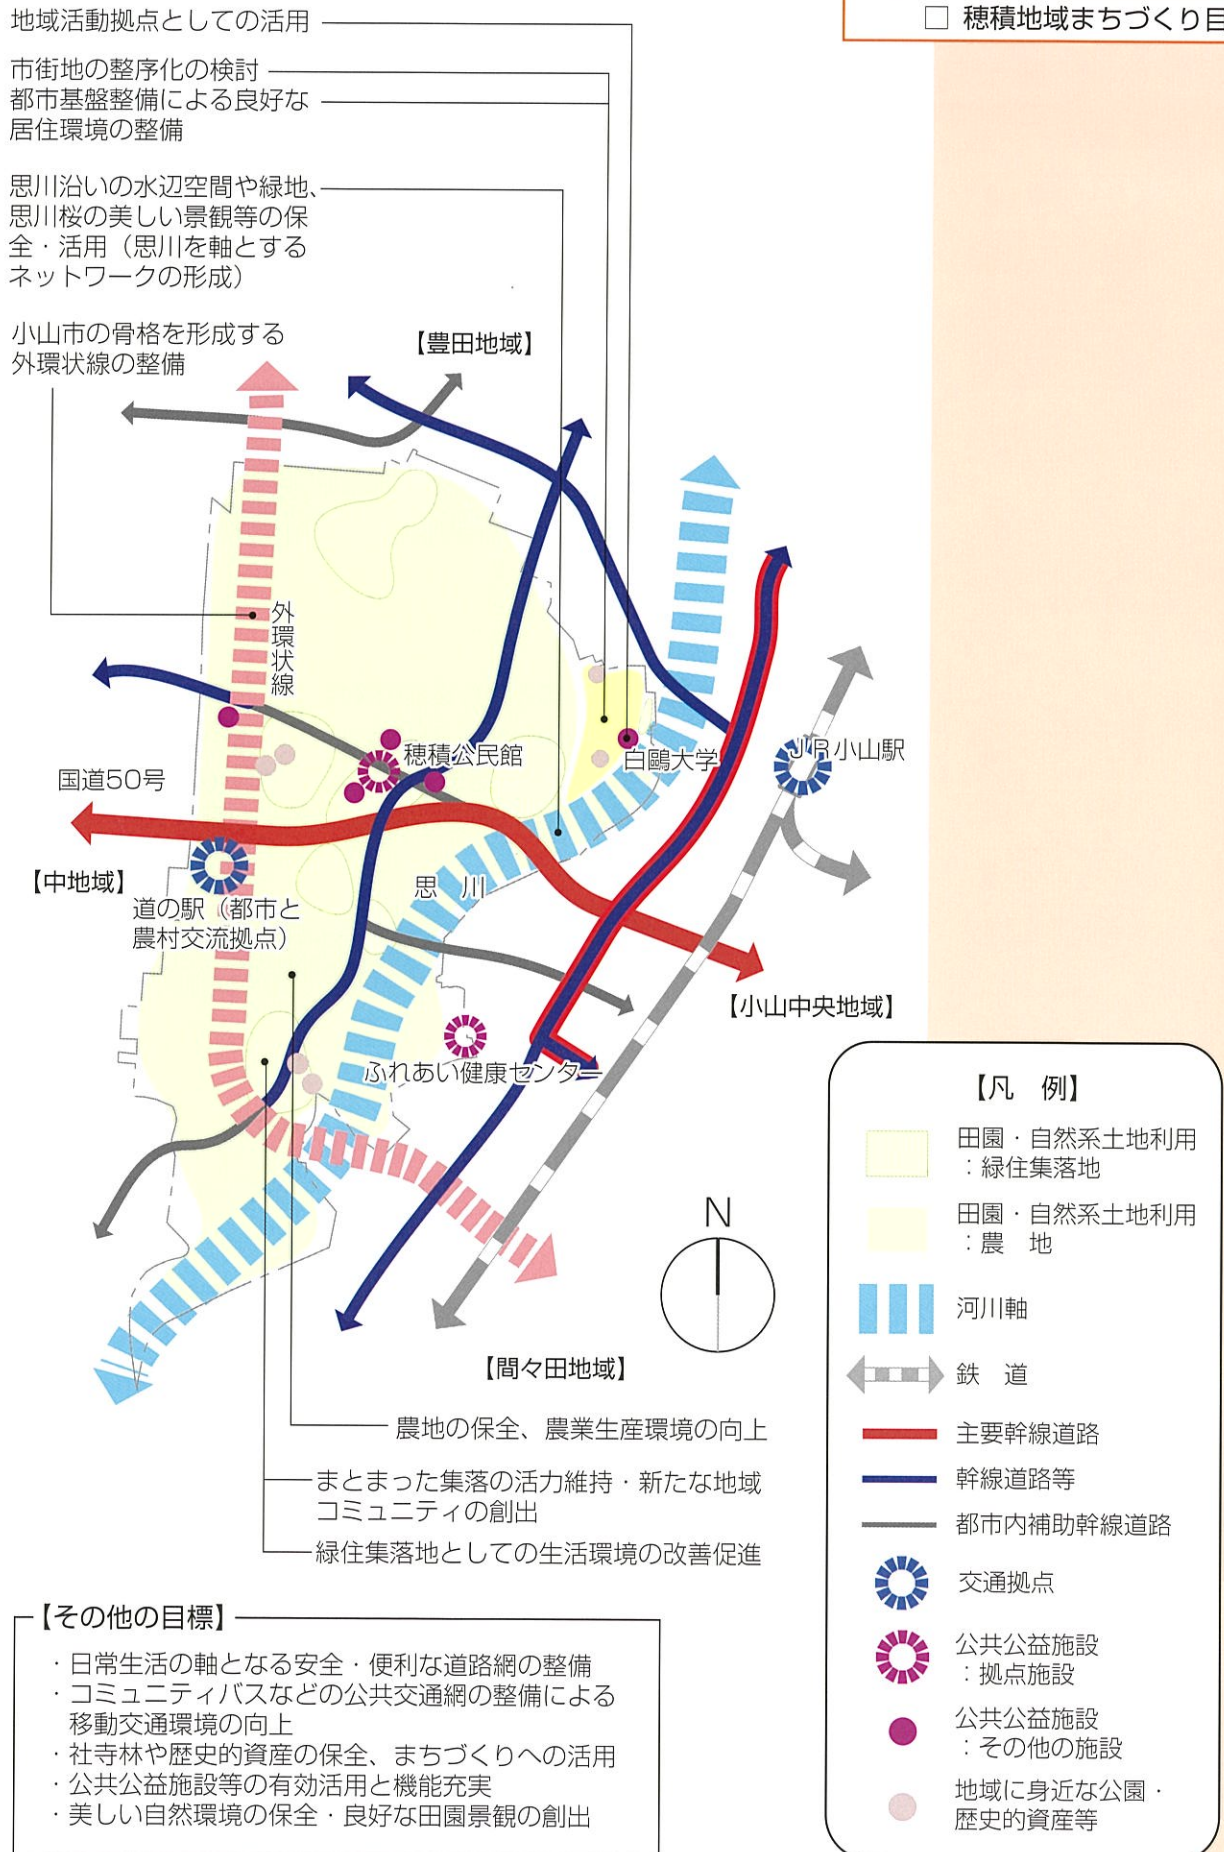 □ 穂積地域まちづくり目
地域活動拠点としての活用
市街地の整序化の検討
都市基盤整備による良好な
居住環境の整備
思川沿いの水辺空間や緑地、
思川桜の美しい景観等の保
全・活用（思川を軸とする
ネットワークの形成）
小山市の骨格を形成する
外環状線の整備
【豊田地域】
外環状線
穂積公民館
白鷗大学
JR小山駅
国道50号
【中地域】
道の駅（都市と
農村交流拠点）
思 川
【小山中央地域】
ふれあい健康センター
N
【間々田地域】
農地の保全、農業生産環境の向上
まとまった集落の活力維持・新たな地域
コミュニティの創出
緑住集落地としての生活環境の改善促進
【凡 例】
田園・自然系土地利用
：緑住集落地
田園・自然系土地利用
：農 地
河川軸
鉄 道
主要幹線道路
幹線道路等
都市内補助幹線道路
交通拠点
公共公益施設
：拠点施設
公共公益施設
：その他の施設
地域に身近な公園・
歴史的資産等
【その他の目標】
・日常生活の軸となる安全・便利な道路網の整備
・コミュニティバスなどの公共交通網の整備による
移動交通環境の向上
・社寺林や歴史的資産の保全、まちづくりへの活用
・公共公益施設等の有効活用と機能充実
・美しい自然環境の保全・良好な田園景観の創出